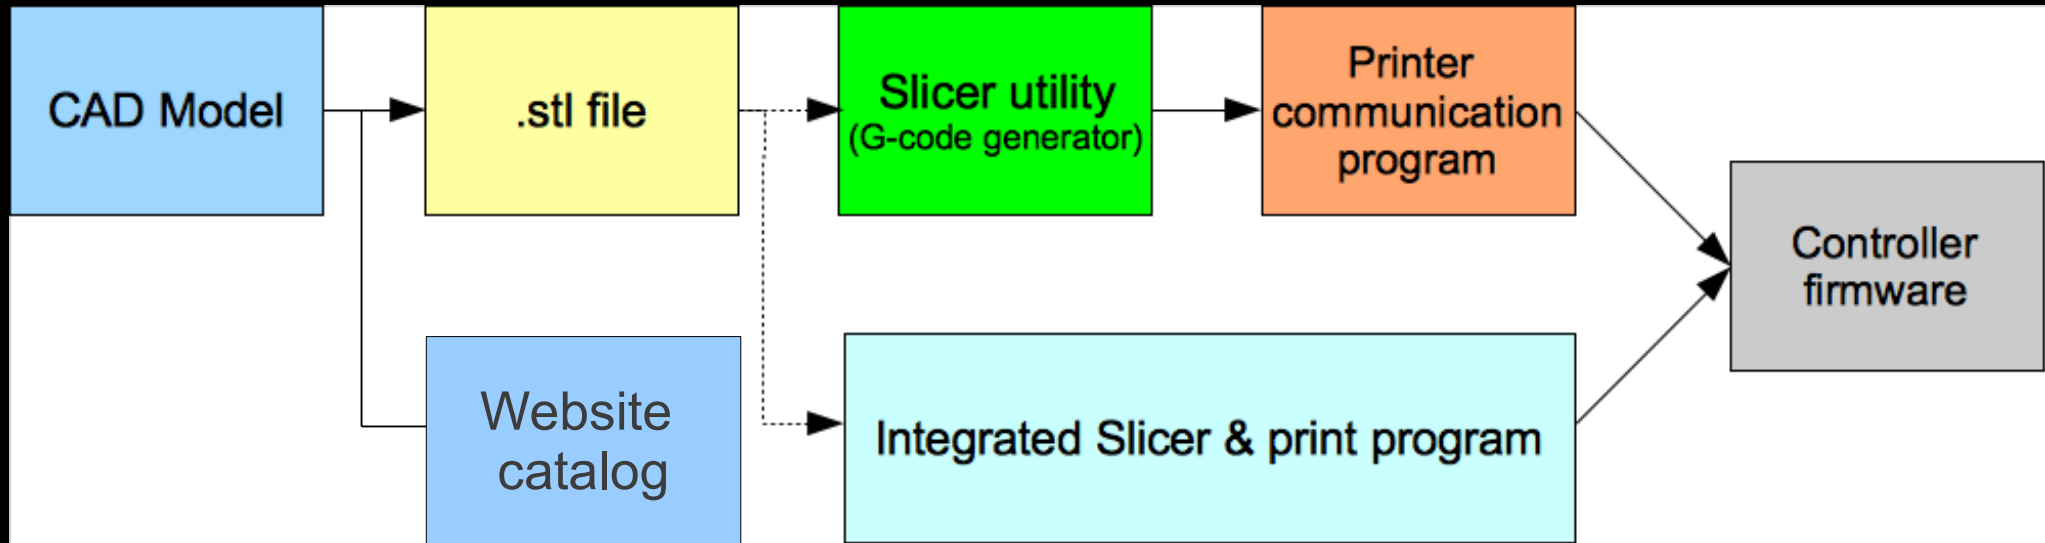 CAD Model
.stl file
Slicer utility
(G-code generator)
Printer
communication
program
Controller
firmware
Website
catalog
Integrated Slicer & print program